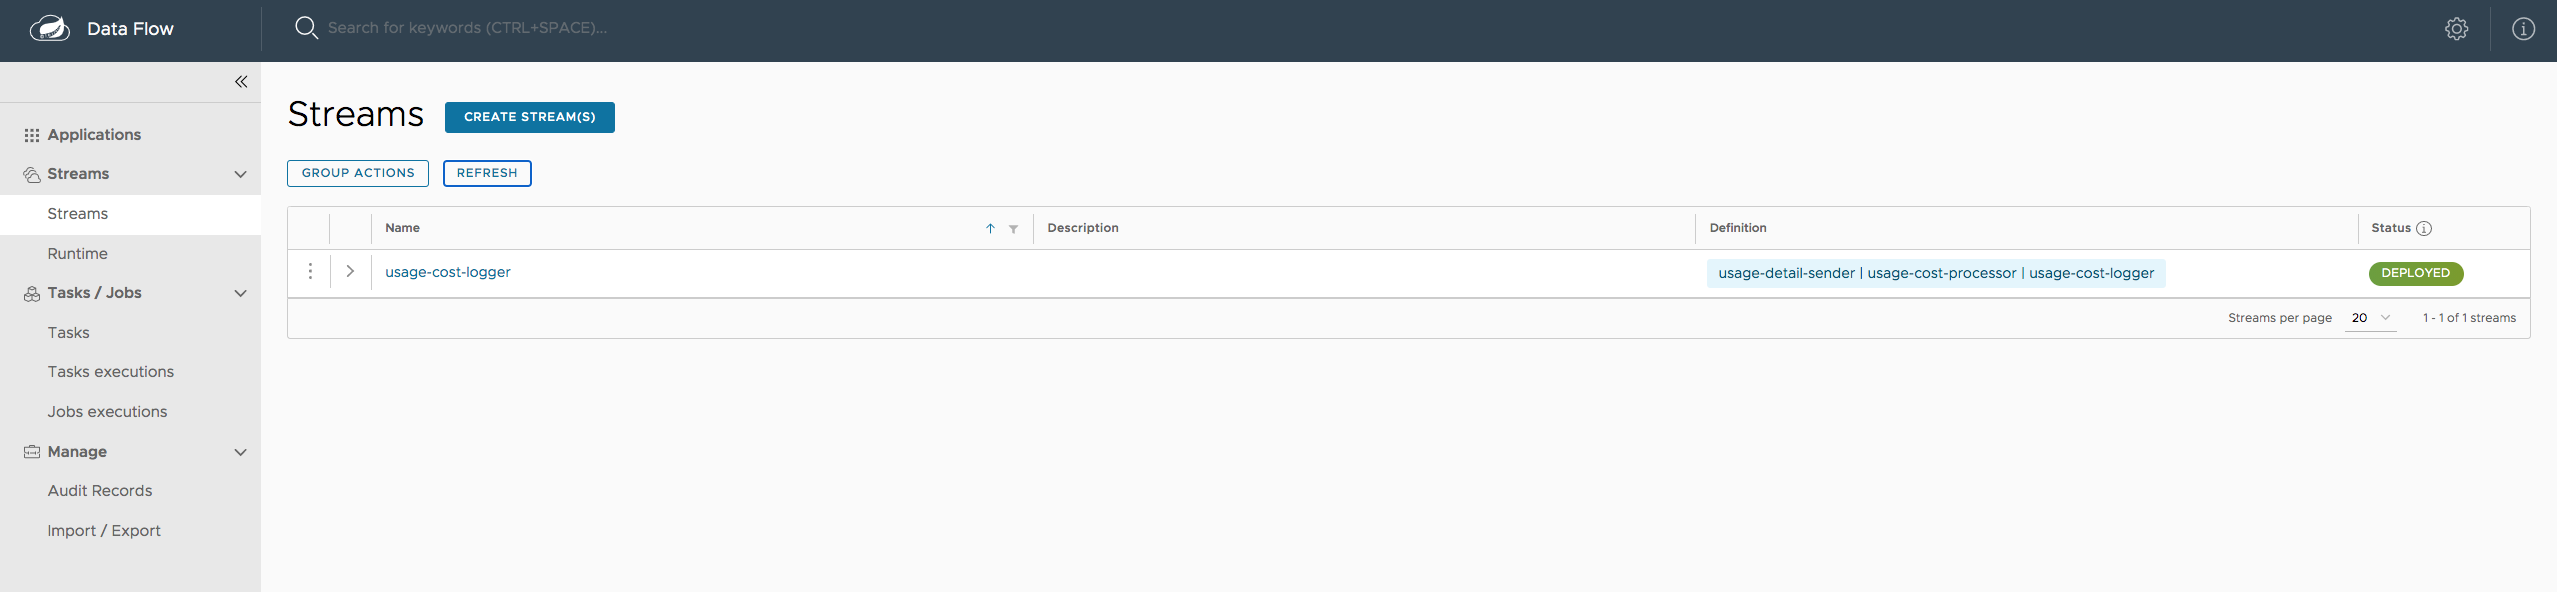 Data Flow
Search for keywords (CTRL+SPACE)...
Applications
Streams
Streams
Runtime
Tasks / Jobs
Tasks
Tasks executions
Jobs executions
Manage
Audit Records
Import / Export
Streams CREATE STREAM(S)
GROUP ACTIONS REFRESH
Name Description Definition Status
usage-cost-logger usage-detail-sender | usage-cost-processor | usage-cost-logger DEPLOYED
Streams per page 20 1 - 1 of 1 streams